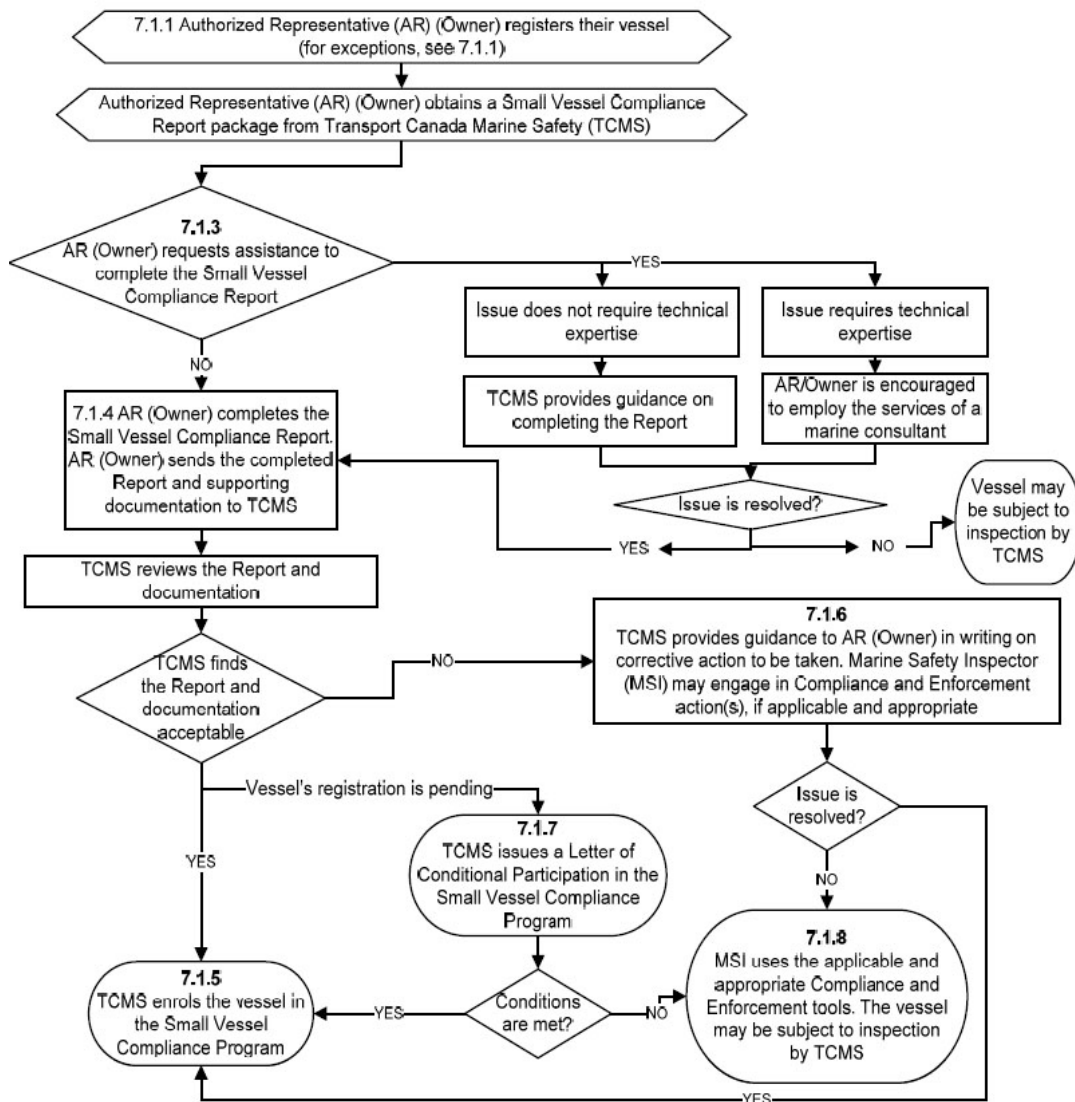 7.1.1 Authorized Representative (AR) (Owner) registers their vessel
(for exceptions, see 7.1.1)
Authorized Representative (AR) (Owner) obtains a Small Vessel Compliance
Report package from Transport Canada Marine Safety (TCMS)
7.1.3
AR (Owner) requests assistance to
complete the Small Vessel
Compliance Report
YES
Issue does not require technical
expertise
Issue requires technical
expertise
NO
TCMS provides guidance on
completing the Report
AR/Owner is encouraged
to employ the services of a
marine consultant
7.1.4 AR (Owner) completes the
Small Vessel Compliance Report.
AR (Owner) sends the completed
Report and supporting
documentation to TCMS
Issue is resolved?
YES
NO
Vessel may
be subject to
inspection by
TCMS
TCMS reviews the Report and
documentation
TCMS finds
the Report and
documentation
acceptable
NO
7.1.6
TCMS provides guidance to AR (Owner) in writing on
corrective action to be taken. Marine Safety Inspector
(MSI) may engage in Compliance and Enforcement
action(s), if applicable and appropriate
Vessel's registration is pending
Issue is
resolved?
YES
7.1.7
TCMS issues a Letter of
Conditional Participation in the
Small Vessel Compliance
Program
NO
7.1.5
TCMS enrols the vessel in
the Small Vessel
Compliance Program
YES
Conditions
are met?
NO
7.1.8
MSI uses the applicable and
appropriate Compliance and
Enforcement tools. The vessel
may be subject to inspection
by TCMS
YES